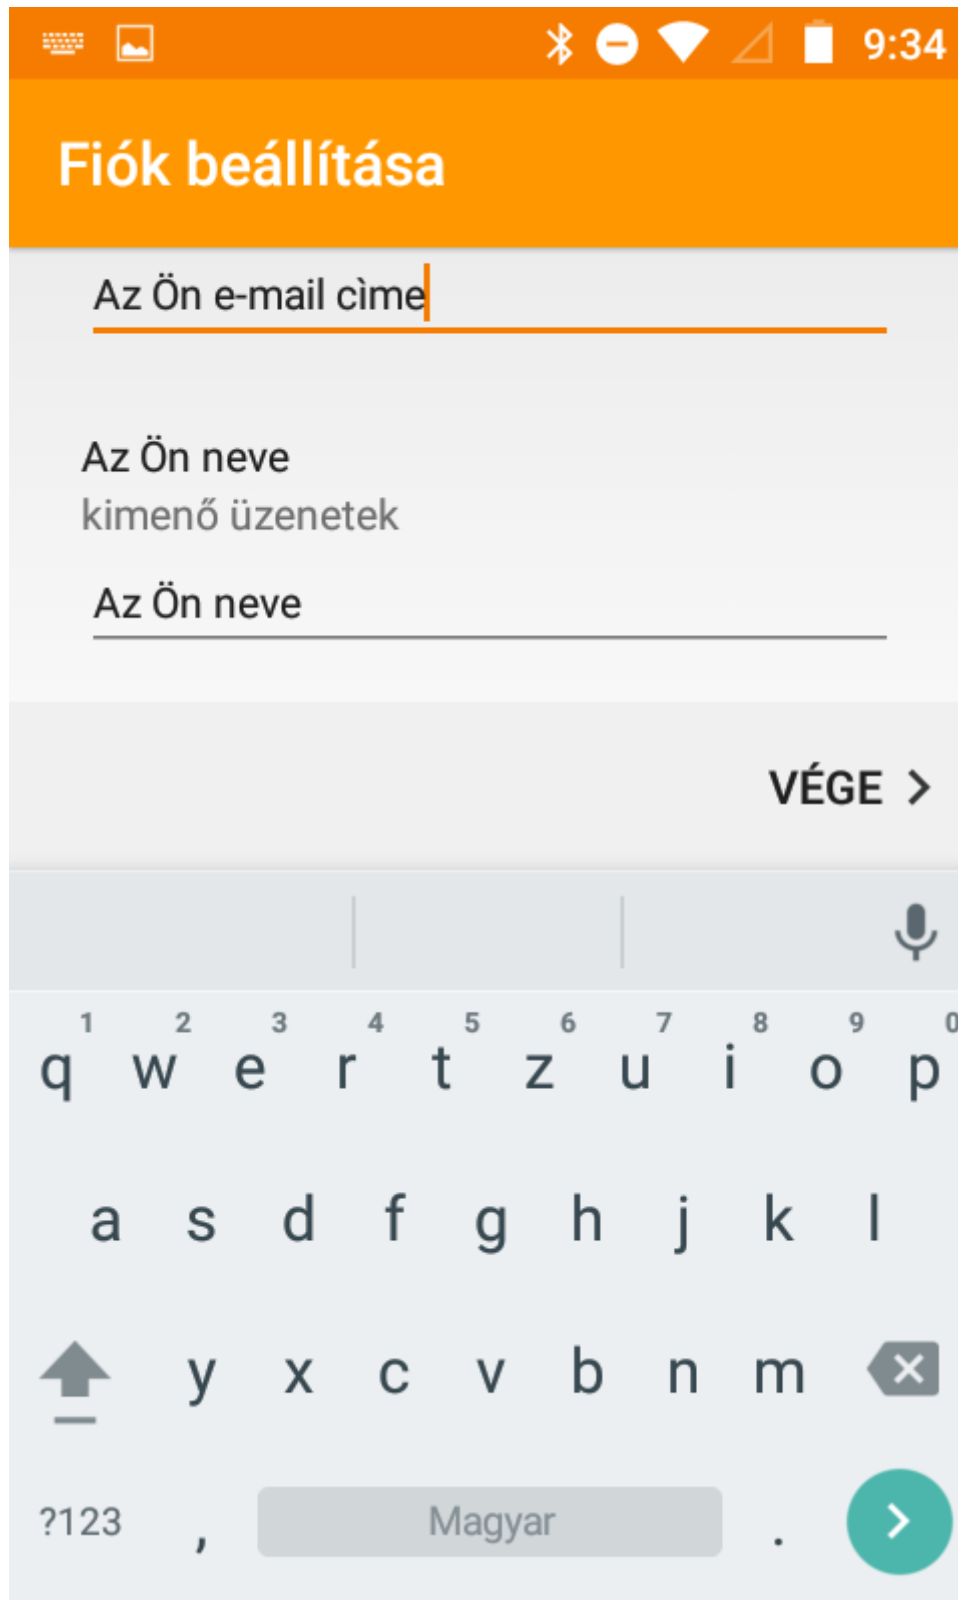 9:34
Fiók beállítása
Az Ön e-mail cìme
Az Ön neve
kimenő üzenetek
Az Ön neve
VÉGE
1 2 3 4 5 6 7 8 9 0
q w e r t z u i o p
a s d f g h j k l
y x c v b n m
?123 , Magyar .